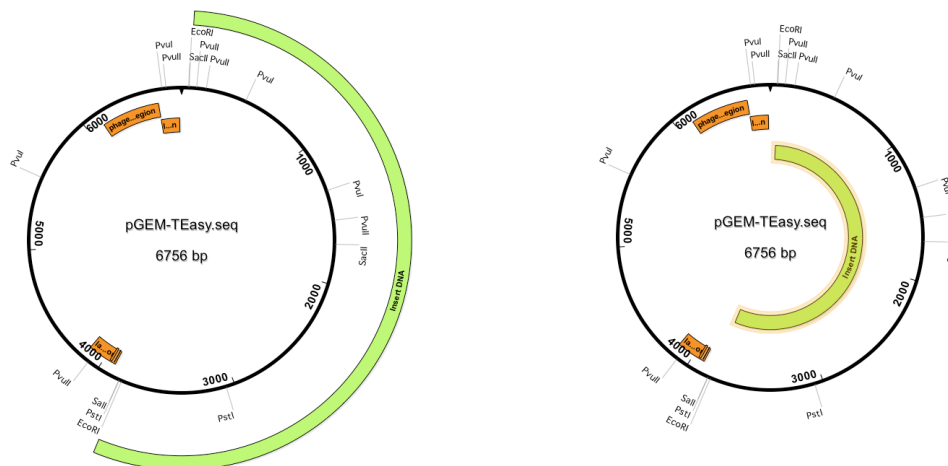 EcoRI
PvuI
PvuII
PvuII
SacII
PvuII
PvuI
phage...egion
I...n
6000
1000
PvuI
PvuI
pGEM-TEasy.seq
6756 bp
5000
PvuII
SacII
Insert DNA
2000
la...of
4000
3000
PvuII
SalI
PstI
EcoRI
PstI
EcoRI
PvuI
PvuII
PvuII
SacII
PvuII
PvuI
phage...egion
I...n
6000
1000
PvuI
pGEM-TEasy.seq
6756 bp
5000
Insert DNA
2000
la...of
4000
3000
PvuII
SalI
PstI
EcoRI
PstI